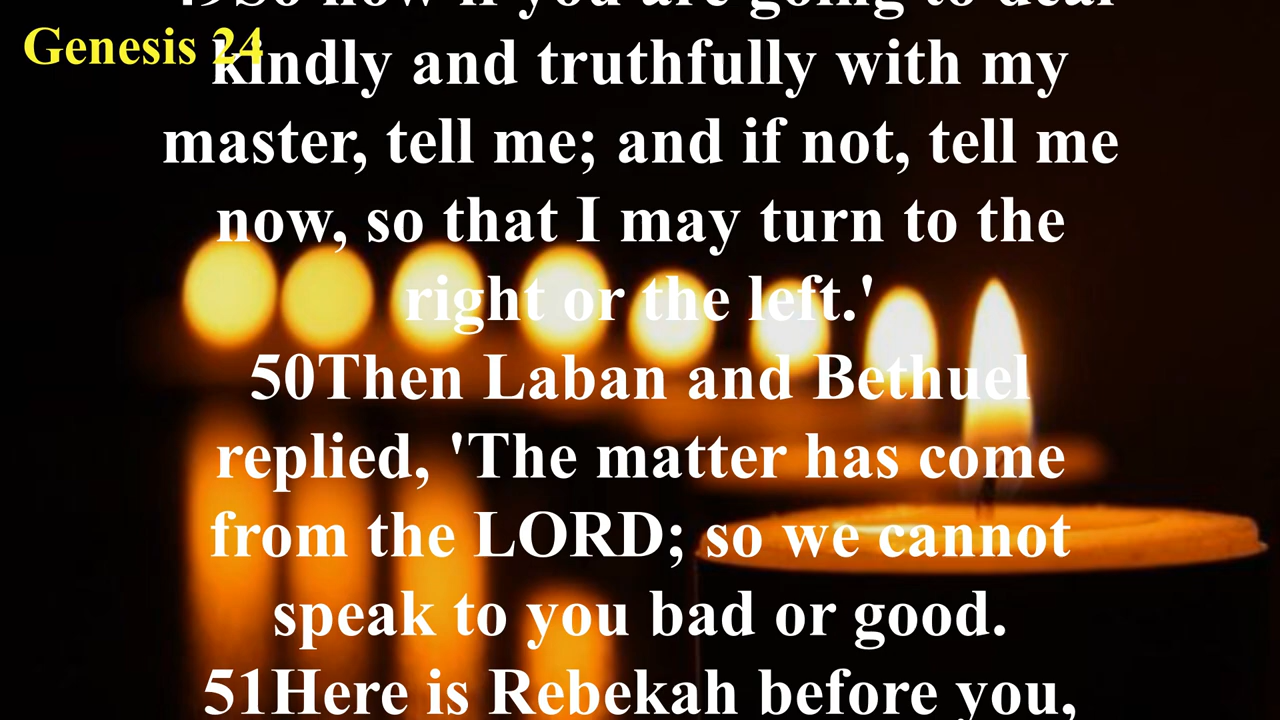 Genesis 24
49So now if you are going to deal
kindly and truthfully with my
master, tell me; and if not, tell me
now, so that I may turn to the
right or the left.'
50Then Laban and Bethuel
replied, 'The matter has come
from the LORD; so we cannot
speak to you bad or good.
51Here is Rebekah before you,